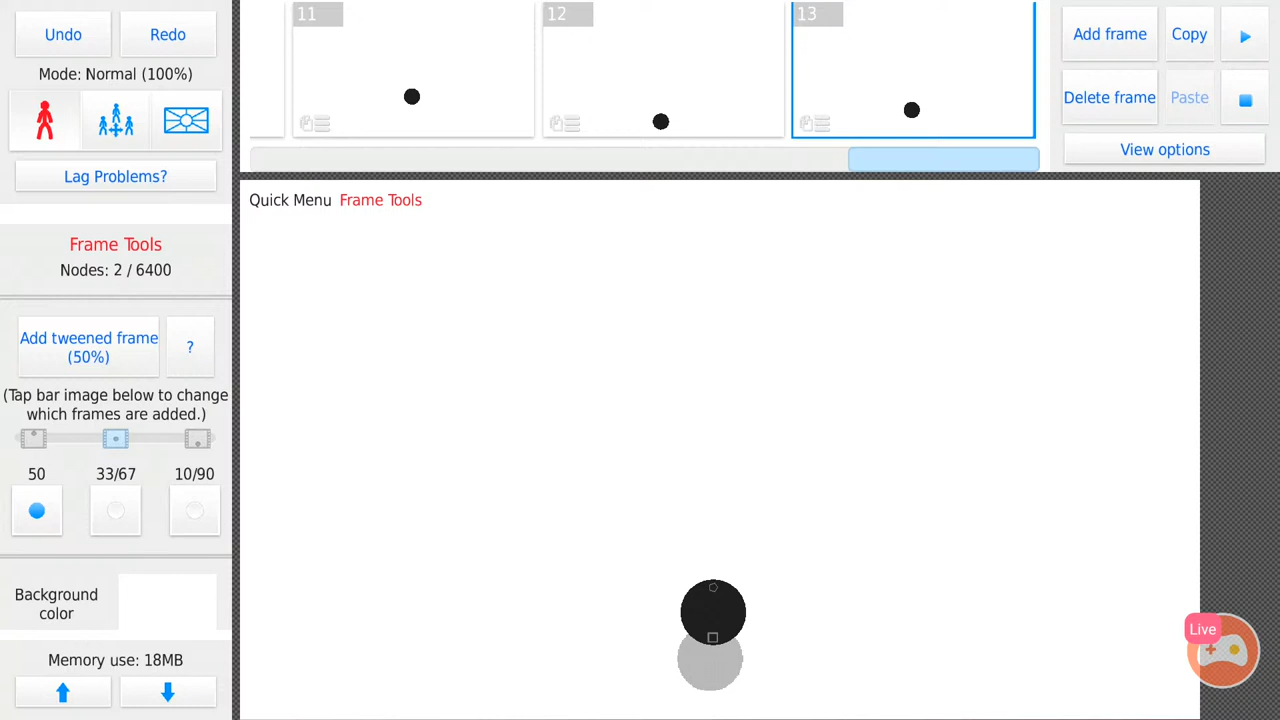 Undo
Redo
Mode: Normal (100%)
Lag Problems?
11
12
13
Add frame
Copy
Delete frame
Paste
View options
Quick Menu Frame Tools
Frame Tools
Nodes: 2 / 6400
Add tweened frame
(50%)
?
(Tap bar image below to change
which frames are added.)
50
33/67
10/90
Background
color
Memory use: 18MB
Live